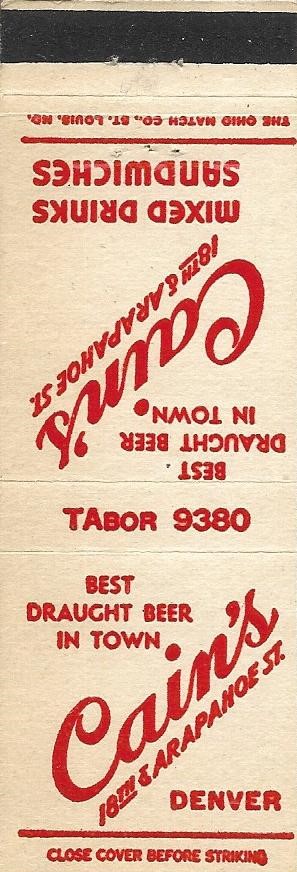 THE OHIO MATCH CO., ST. LOUIS, MO.
BEST
DRAUGHT BEER
IN TOWN.
Cain's
18TH & ARAPAHOE ST.
MIXED DRINKS
SANDWICHES
TABOR 9380
BEST
DRAUGHT BEER
IN TOWN
Cain's
18TH & ARAPAHOE ST.
DENVER
CLOSE COVER BEFORE STRIKING